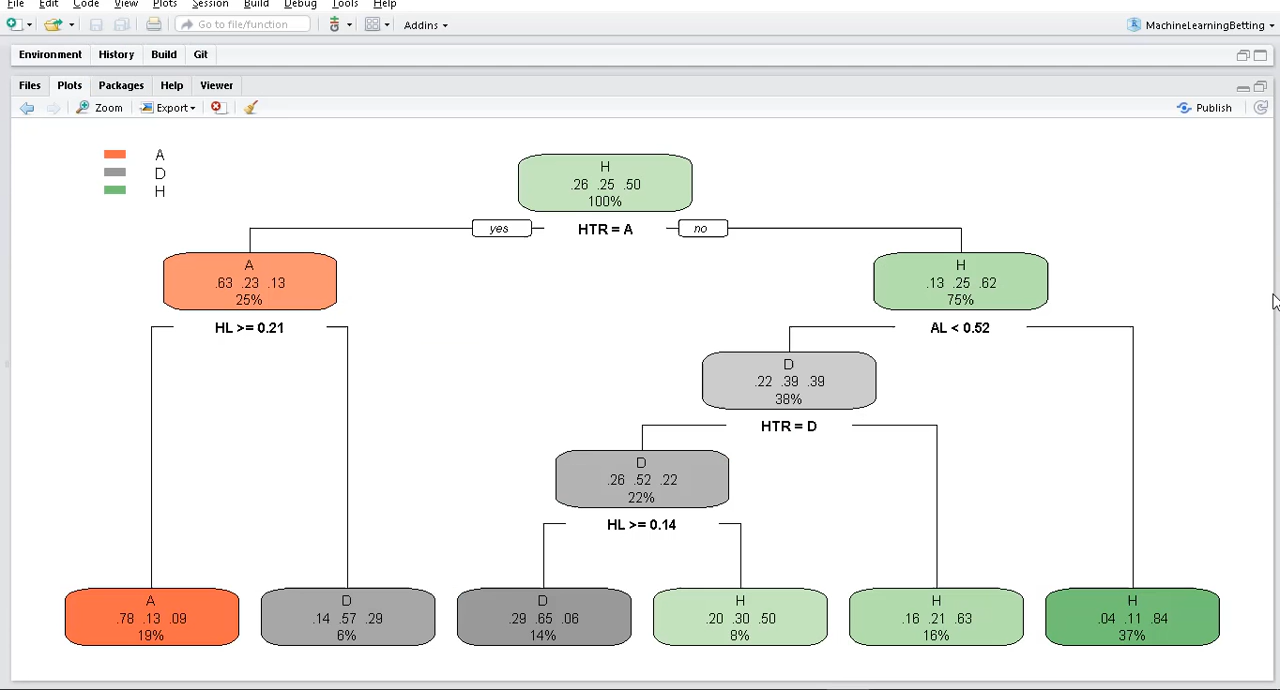 File Edit Code View Plots Session Build Debug Tools Help
Go to file/function Addins MachineLearningBetting
Environment History Build Git
Files Plots Packages Help Viewer
Zoom Export Publish
A
D
H
H
.26 .25 .50
100%
yes HTR = A no
A
.63 .23 .13
25%
HL >= 0.21
H
.13 .25 .62
75%
AL < 0.52
D
.22 .39 .39
38%
HTR = D
D
.26 .52 .22
22%
HL >= 0.14
A
.78 .13 .09
19%
D
.14 .57 .29
6%
D
.29 .65 .06
14%
H
.20 .30 .50
8%
H
.16 .21 .63
16%
H
.04 .11 .84
37%